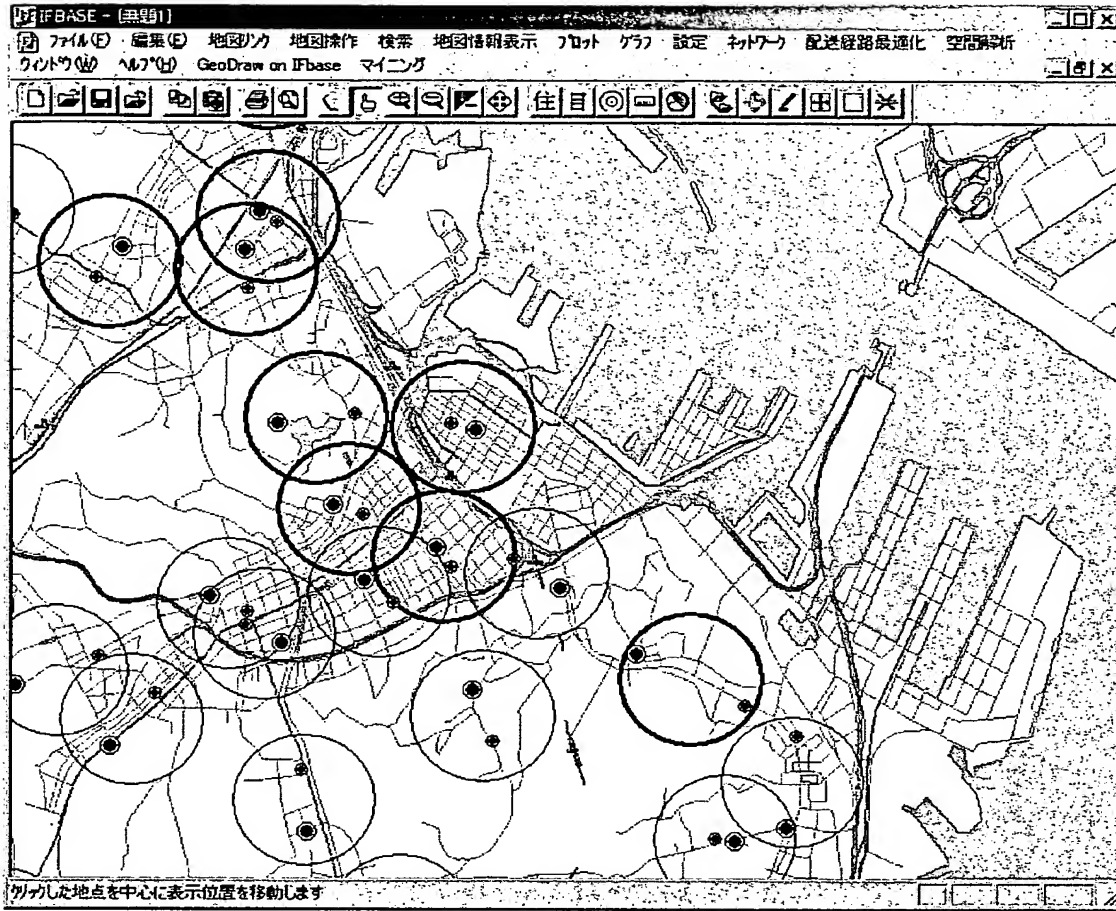 IFBASE - [無題1]
ファイル(F) 編集(E) 地図リンク 地図操作 検索 地図情報表示 プロット グラフ 設定 ネットワーク 配送経路最適化 空間解析
ウィンドウ(W) ヘルプ(H) GeoDraw on IFbase マイニング
住
クリックした地点を中心に表示位置を移動します